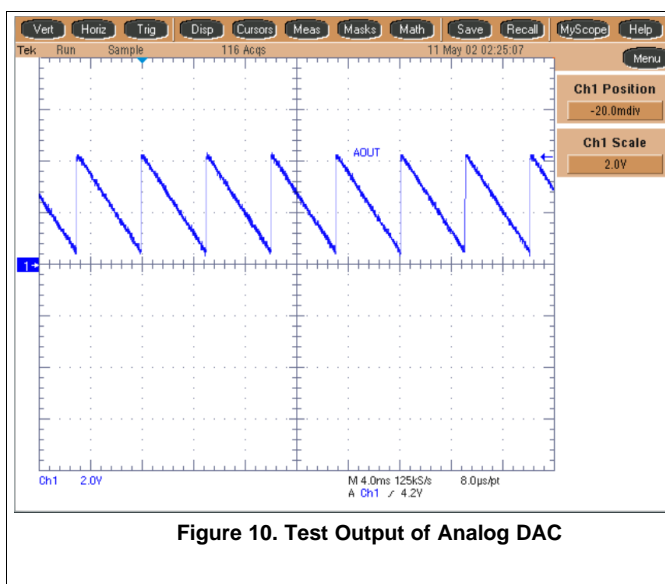 Vert Horiz Trig Disp Cursors Meas Masks Math Save Recall MyScope Help
Tek Run Sample 116 Acqs 11 May 02 02:25:07
Menu
Ch1 Position
-20.0mdiv
Ch1 Scale
2.0V
AOUT
1
Ch1 2.0V M 4.0ms 125kS/s 8.0µs/pt
A Ch1 ∕ 4.2V
Figure 10. Test Output of Analog DAC